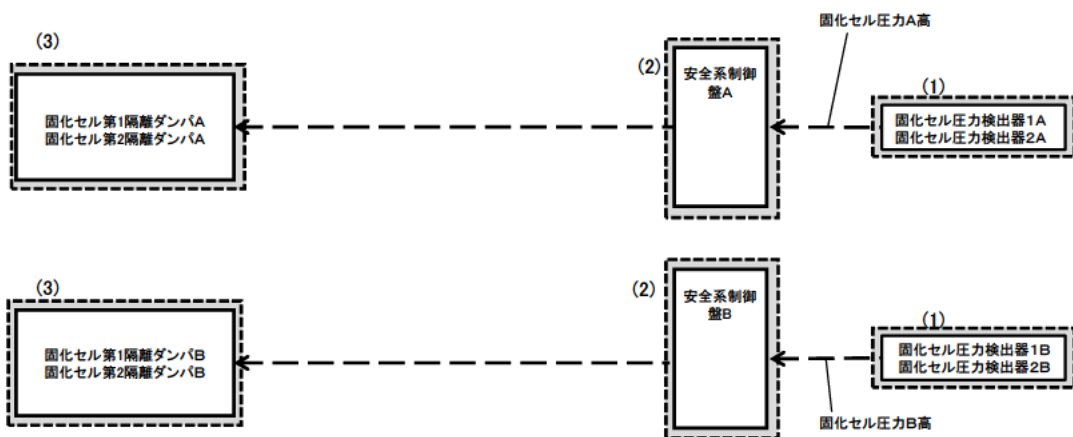 固化セル圧力A高
(3)
(2)
安全系制御
盤A
(1)
固化セル第1隔離ダンパA
固化セル第2隔離ダンパA
固化セル圧力検出器1A
固化セル圧力検出器2A
(3)
(2)
安全系制御
盤B
(1)
固化セル第1隔離ダンパB
固化セル第2隔離ダンパB
固化セル圧力検出器1B
固化セル圧力検出器2B
固化セル圧力B高